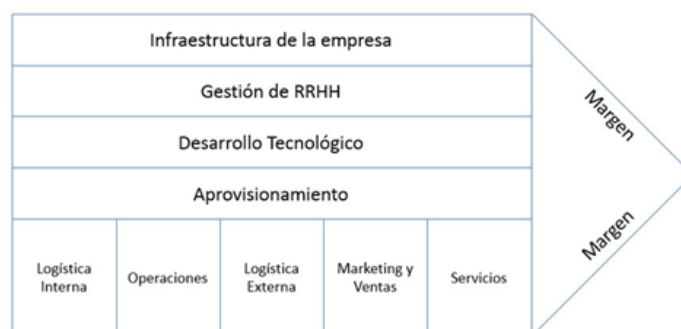 Infraestructura de la empresa
Gestión de RRHH
Desarrollo Tecnológico
Aprovisionamiento
Logística
Interna
Operaciones
Logística
Externa
Marketing y
Ventas
Servicios
Margen
Margen